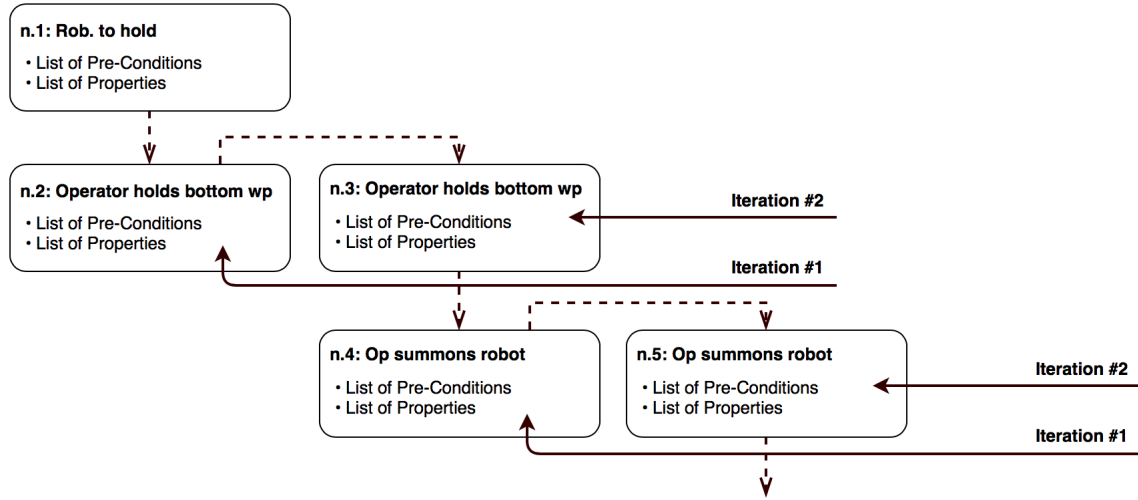 n.1: Rob. to hold
• List of Pre-Conditions
• List of Properties
n.2: Operator holds bottom wp
• List of Pre-Conditions
• List of Properties
n.3: Operator holds bottom wp
• List of Pre-Conditions
• List of Properties
Iteration #2
Iteration #1
n.4: Op summons robot
• List of Pre-Conditions
• List of Properties
n.5: Op summons robot
• List of Pre-Conditions
• List of Properties
Iteration #2
Iteration #1